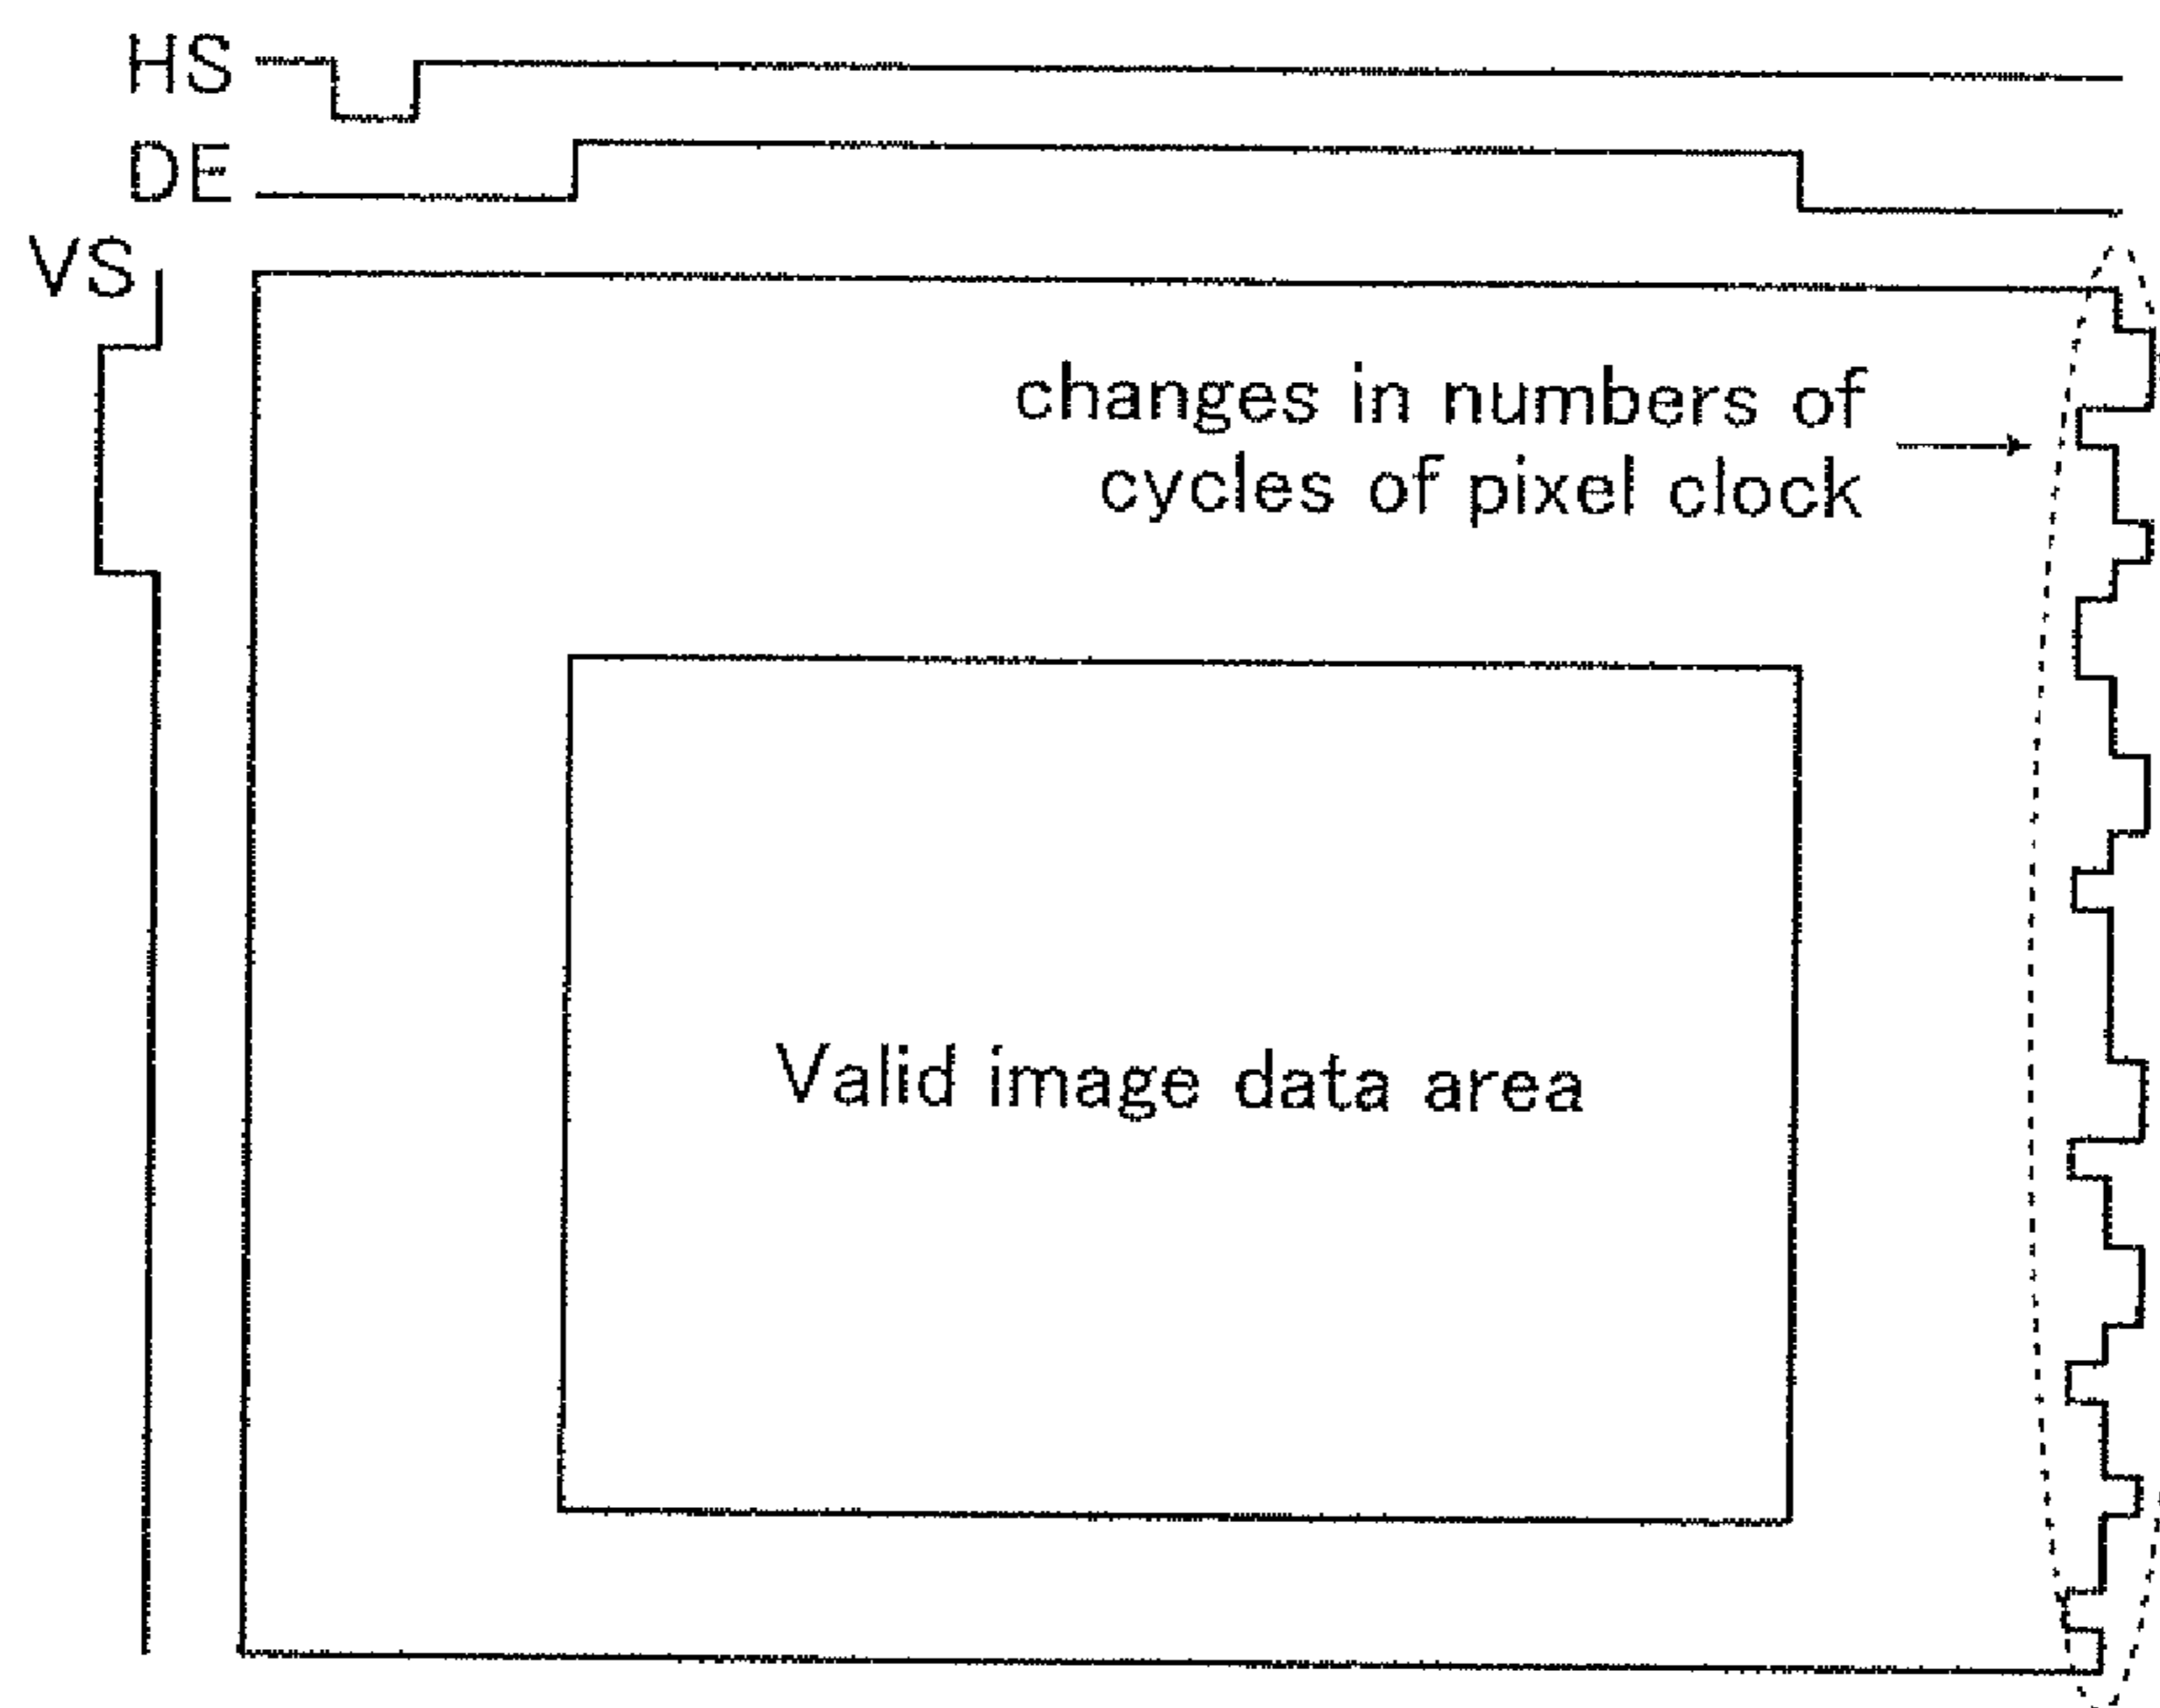 HS
DE
VS
changes in numbers of
cycles of pixel clock
Valid image data area